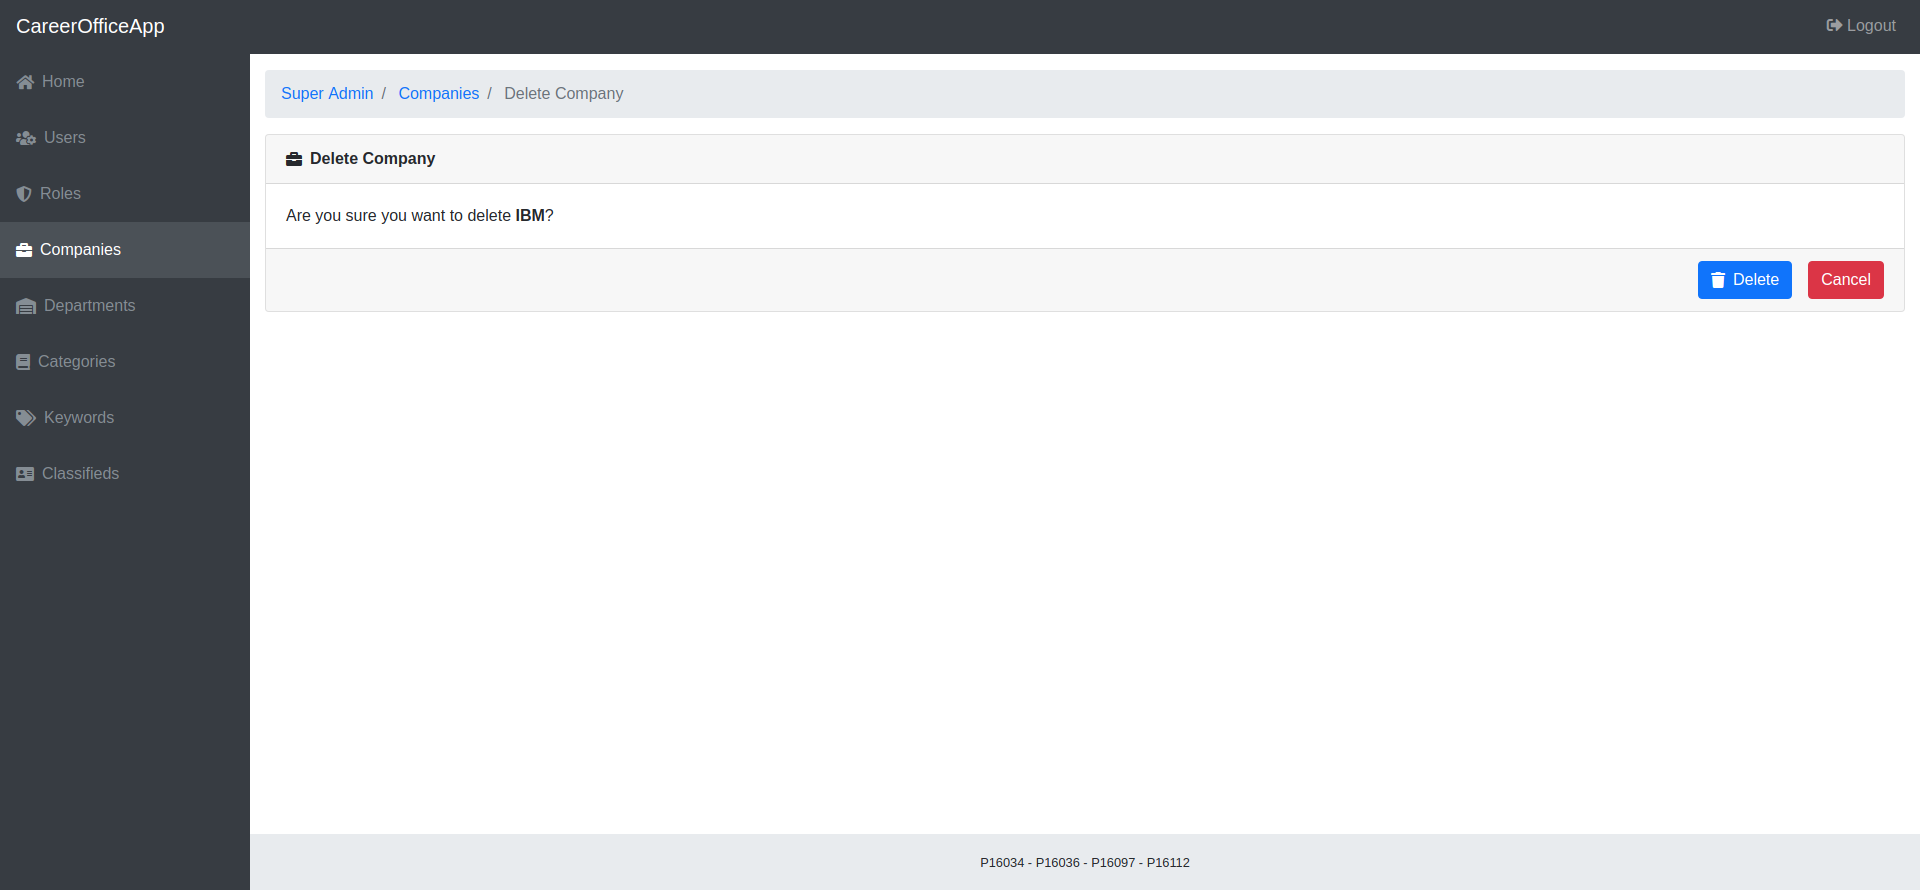 CareerOfficeApp
Logout
Home
Users
Roles
Companies
Departments
Categories
Keywords
Classifieds
Super Admin / Companies / Delete Company
Delete Company
Are you sure you want to delete IBM?
Delete
Cancel
P16034 - P16036 - P16097 - P16112